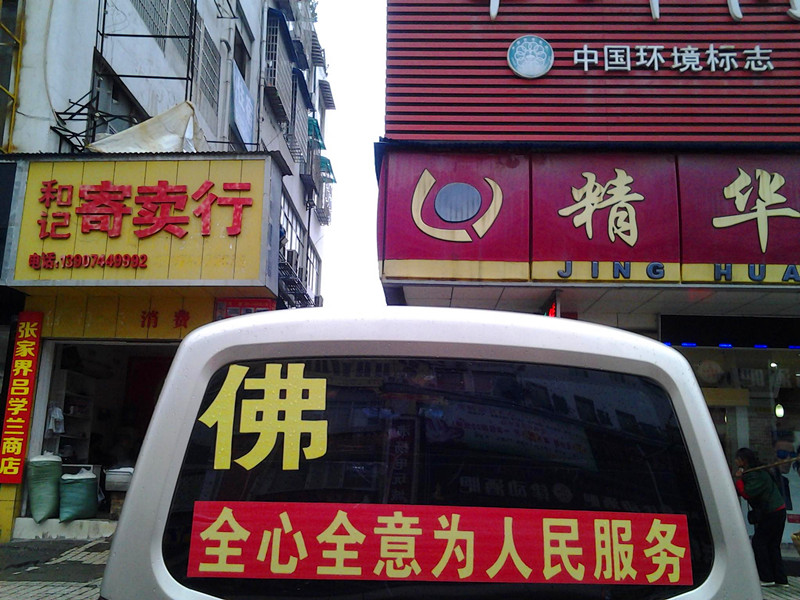 中国环境标志
和记
寄卖行
电话:13907449992
精华
JING HUA
消费
张家界吕学兰商店
佛
全心全意为人民服务